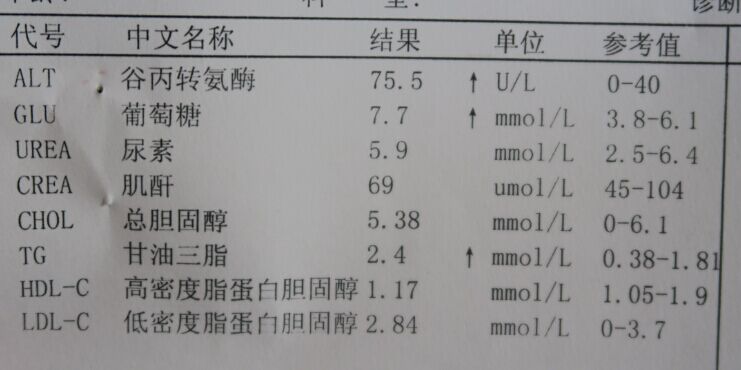 诊断
代号 中文名称 结果 单位 参考值
ALT 谷丙转氨酶 75.5 ↑ U/L 0-40
GLU 葡萄糖 7.7 ↑ mmol/L 3.8-6.1
UREA 尿素 5.9 mmol/L 2.5-6.4
CREA 肌酐 69 umol/L 45-104
CHOL 总胆固醇 5.38 mmol/L 0-6.1
TG 甘油三脂 2.4 ↑ mmol/L 0.38-1.81
HDL-C 高密度脂蛋白胆固醇 1.17 mmol/L 1.05-1.9
LDL-C 低密度脂蛋白胆固醇 2.84 mmol/L 0-3.7